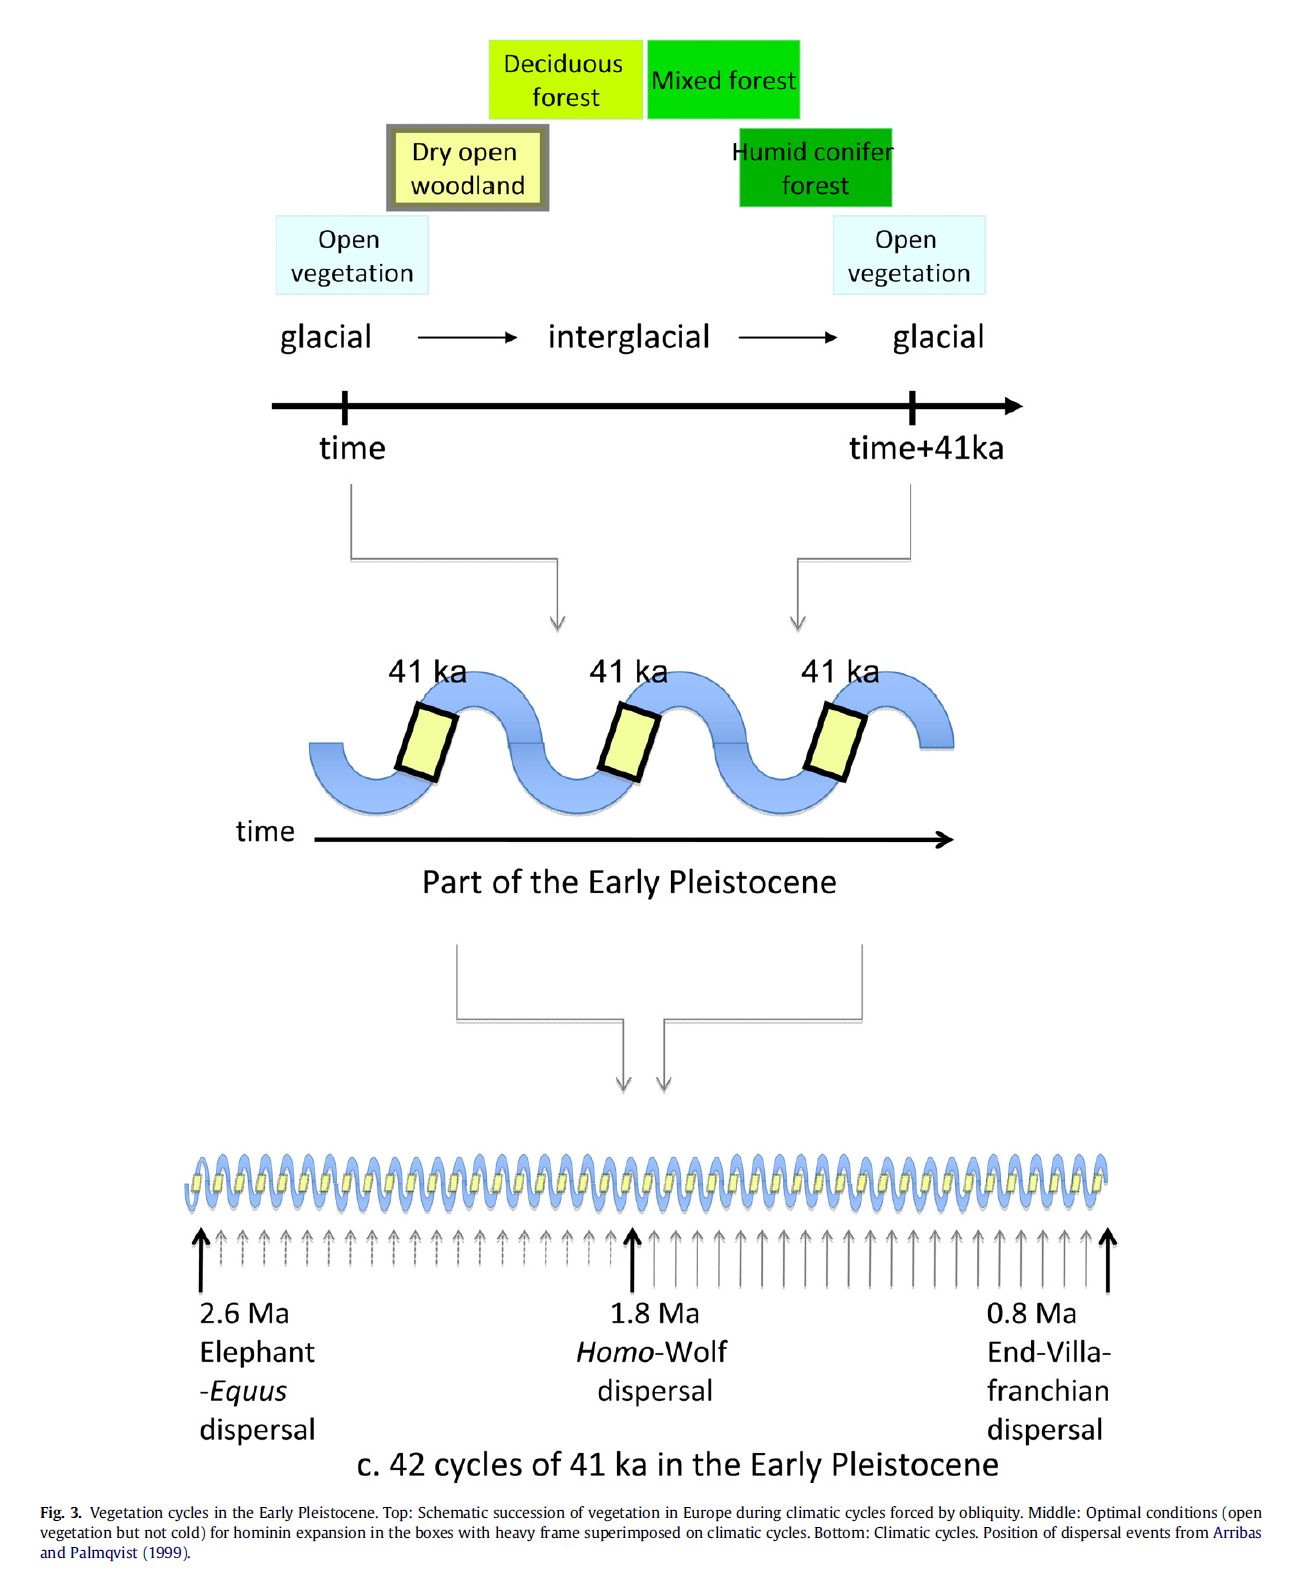 Deciduous
forest
Mixed forest
Dry open
woodland
Humid conifer
forest
Open
vegetation
Open
vegetation
glacial
interglacial
glacial
time
time+41ka
41 ka
41 ka
41 ka
time
Part of the Early Pleistocene
2.6 Ma
Elephant
-Equus
dispersal
1.8 Ma
Homo-Wolf
dispersal
0.8 Ma
End-Villa-
franchian
dispersal
c. 42 cycles of 41 ka in the Early Pleistocene
Fig. 3. Vegetation cycles in the Early Pleistocene. Top: Schematic succession of vegetation in Europe during climatic cycles forced by obliquity. Middle: Optimal conditions (open
vegetation but not cold) for hominin expansion in the boxes with heavy frame superimposed on climatic cycles. Bottom: Climatic cycles. Position of dispersal events from Arribas
and Palmqvist (1999).